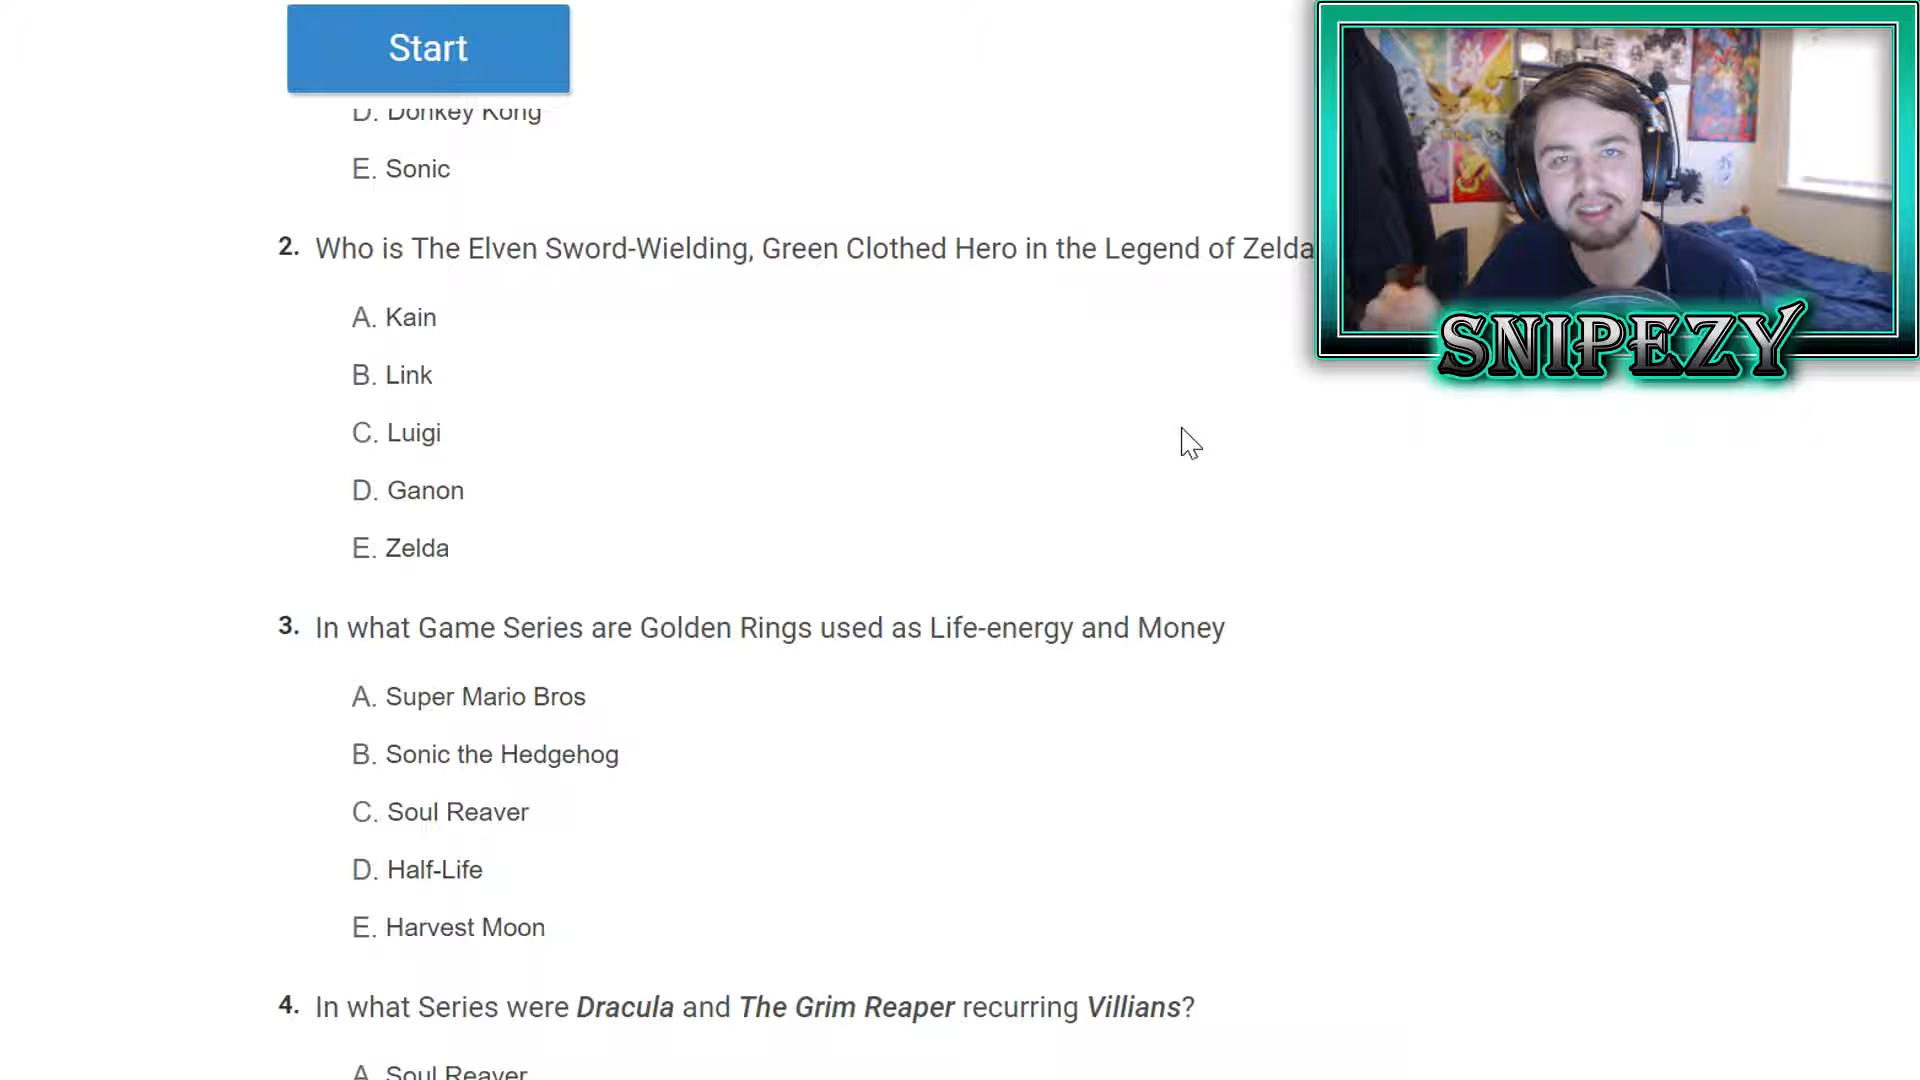 Start
D. Donkey Kong
E. Sonic
2. Who is The Elven Sword-Wielding, Green Clothed Hero in the Legend of Zelda
A. Kain
B. Link
C. Luigi
D. Ganon
E. Zelda
SNIPEZY
3. In what Game Series are Golden Rings used as Life-energy and Money
A. Super Mario Bros
B. Sonic the Hedgehog
C. Soul Reaver
D. Half-Life
E. Harvest Moon
4. In what Series were Dracula and The Grim Reaper recurring Villians?
A. Soul Reaver